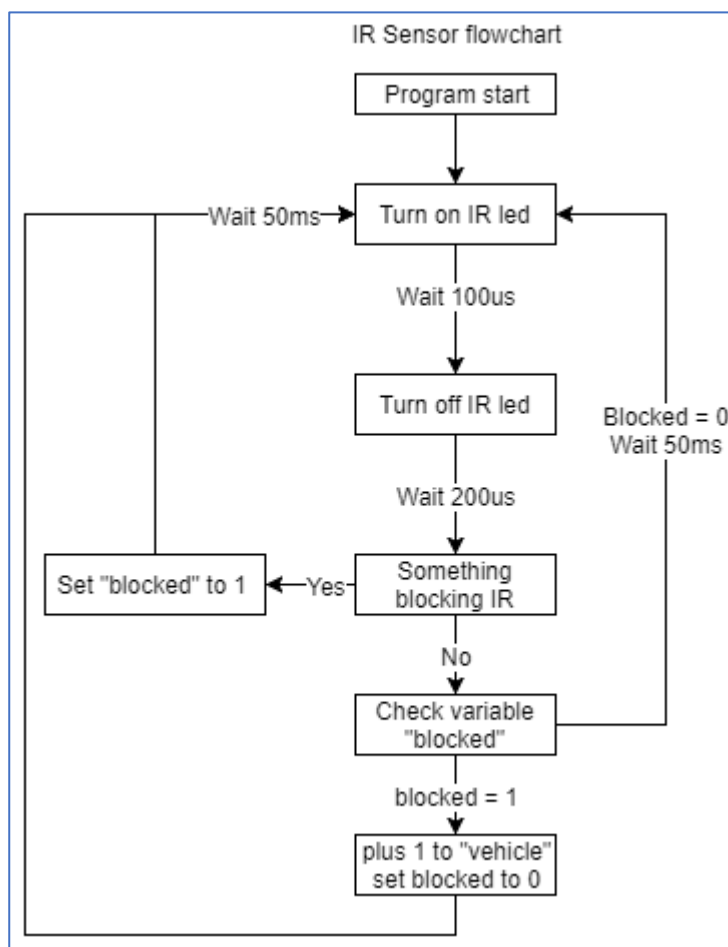 IR Sensor flowchart
Program start
Wait 50ms
Turn on IR led
Wait 100us
Turn off IR led
Blocked = 0
Wait 50ms
Wait 200us
Set "blocked" to 1
Yes
Something
blocking IR
No
Check variable
"blocked"
blocked = 1
plus 1 to "vehicle"
set blocked to 0